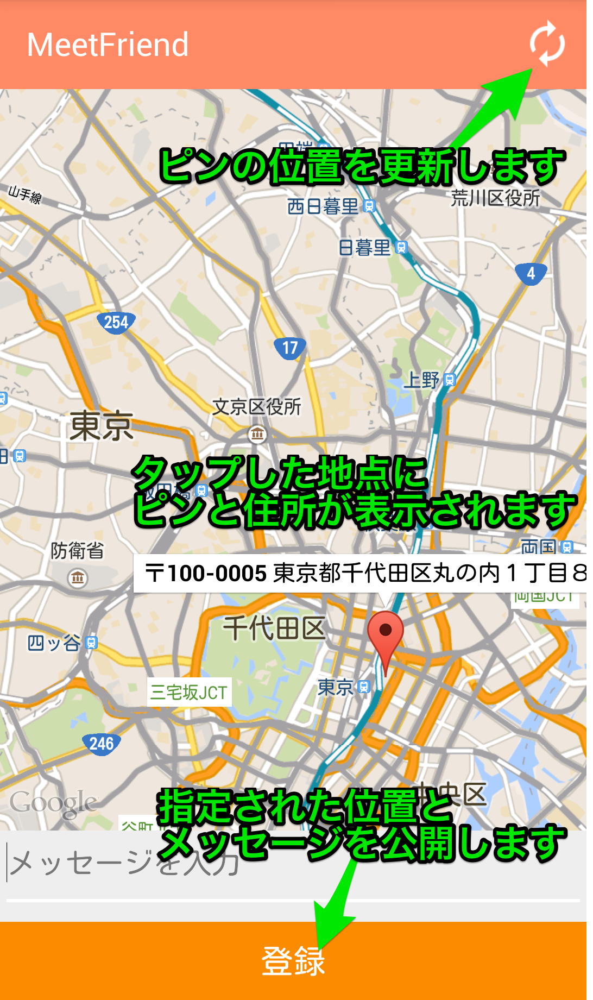 MeetFriend
ピンの位置を更新します
山手線
西日暮里
荒川区役所
日暮里
4
254
17
上野
文京区役所
東京
田
タップした地点に
ピンと住所が表示されます
防衛省
両国
〒100-0005 東京都千代田区丸の内１丁目８
両国JCT
千代田区
四ッ谷
東京
三宅坂JCT
246
中央区
Google
指定された位置と
谷町
メッセージを公開します
メッセージを入力
登録